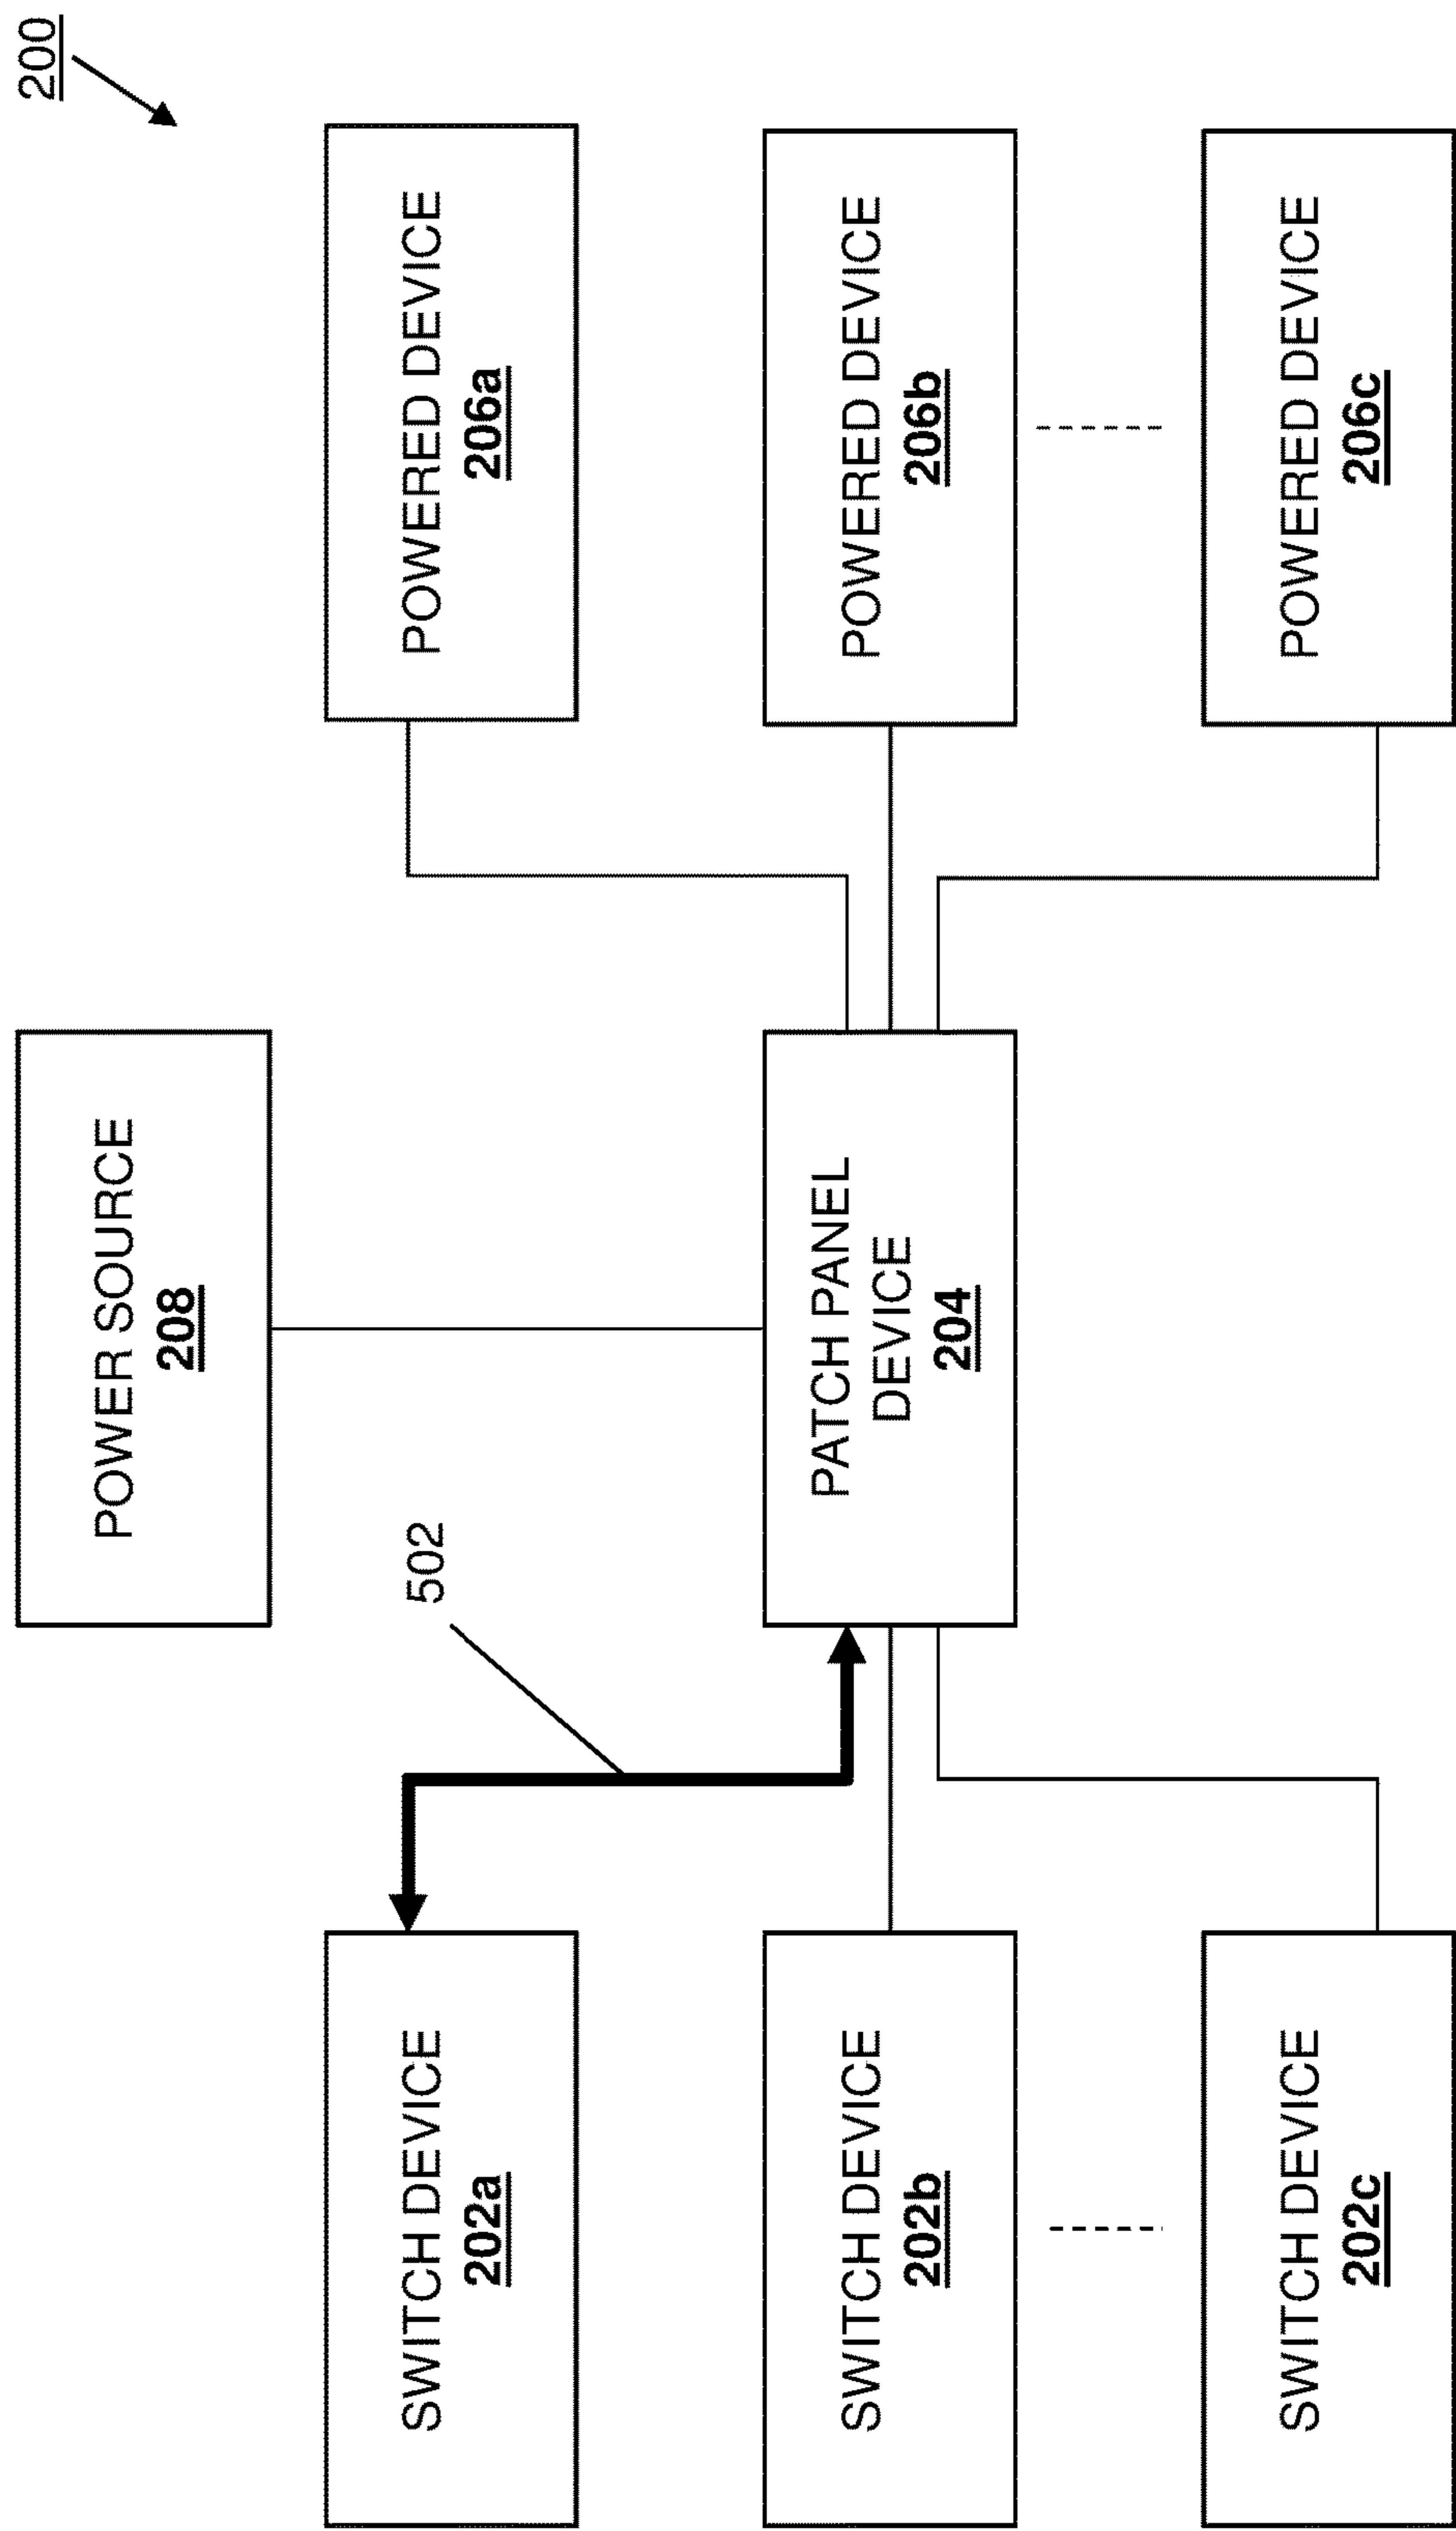 200
POWER SOURCE
208
502
SWITCH DEVICE
202a
POWERED DEVICE
206a
SWITCH DEVICE
202b
PATCH PANEL
DEVICE
204
POWERED DEVICE
206b
SWITCH DEVICE
202c
POWERED DEVICE
206c